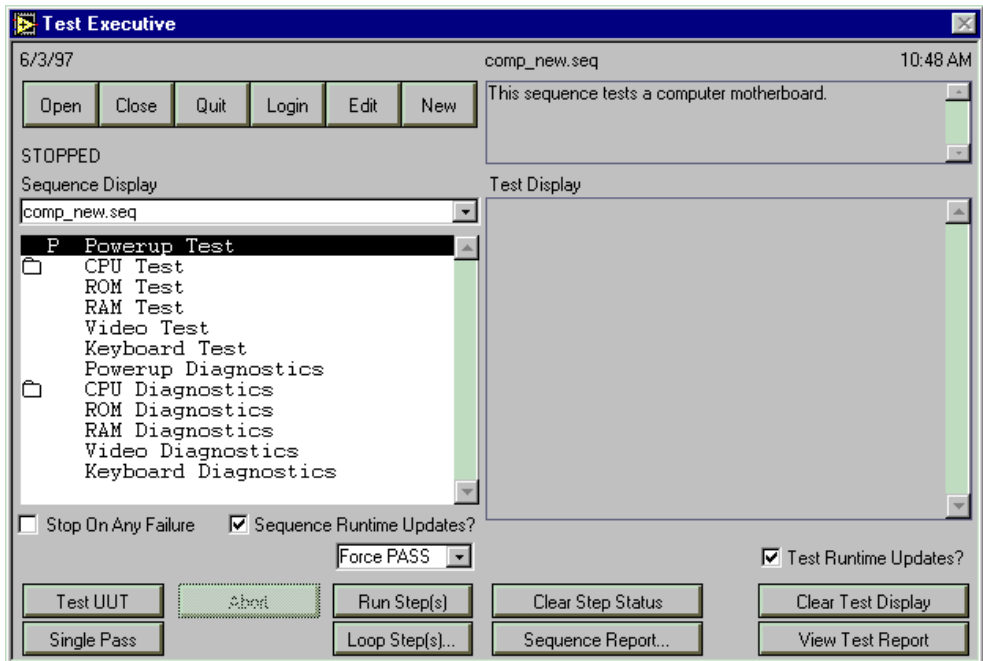 Test Executive
6/3/97 comp_new.seq 10:48 AM
Open Close Quit Login Edit New
This sequence tests a computer motherboard.
STOPPED
Sequence Display
Test Display
comp_new.seq
P Powerup Test
CPU Test
ROM Test
RAM Test
Video Test
Keyboard Test
Powerup Diagnostics
CPU Diagnostics
ROM Diagnostics
RAM Diagnostics
Video Diagnostics
Keyboard Diagnostics
Stop On Any Failure Sequence Runtime Updates?
Force PASS Test Runtime Updates?
Test UUT Abort Run Step(s) Clear Step Status Clear Test Display
Single Pass Loop Step(s)... Sequence Report... View Test Report